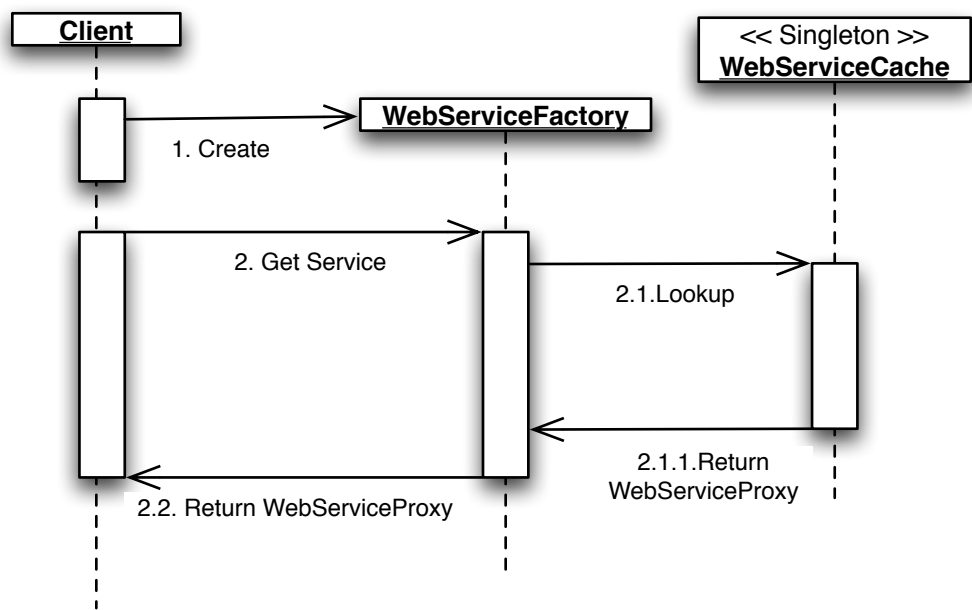 Client
<< Singleton >>
WebServiceCache
WebServiceFactory
1. Create
2. Get Service
2.1.Lookup
2.1.1.Return
WebServiceProxy
2.2. Return WebServiceProxy